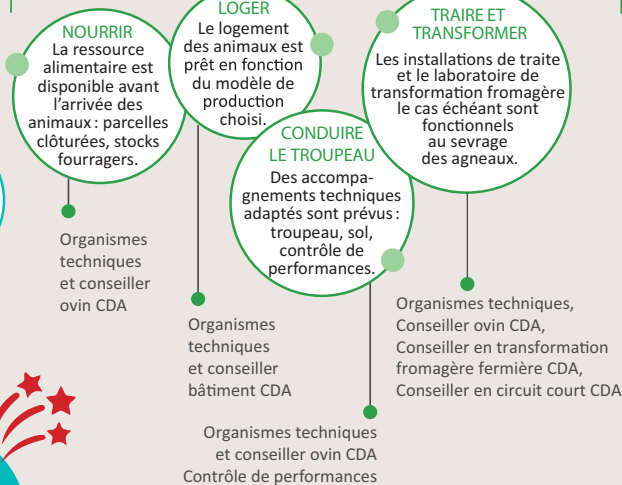 NOURRIR
La ressource
alimentaire est
disponible avant
l'arrivée des
animaux : parcelles
clôturées, stocks
fourragers.
Organismes
techniques
et conseiller
ovin CDA
LOGER
Le logement
des animaux est
prêt en fonction
du modèle de
production
choisi.
Organismes
techniques
et conseiller
bâtiment CDA
CONDUIRE
LE TROUPEAU
Des accompa-
gnements techniques
adaptés sont prévus :
troupeau, sol,
contrôle de
performances.
Organismes techniques
et conseiller ovin CDA
Contrôle de performances
TRAIRE ET
TRANSFORMER
Les installations de traite
et le laboratoire de
transformation fromagère
le cas échéant sont
fonctionnels
au sevrage
des agneaux.
Organismes techniques,
Conseiller ovin CDA,
Conseiller en transformation
fromagère fermière CDA,
Conseiller en circuit court CDA